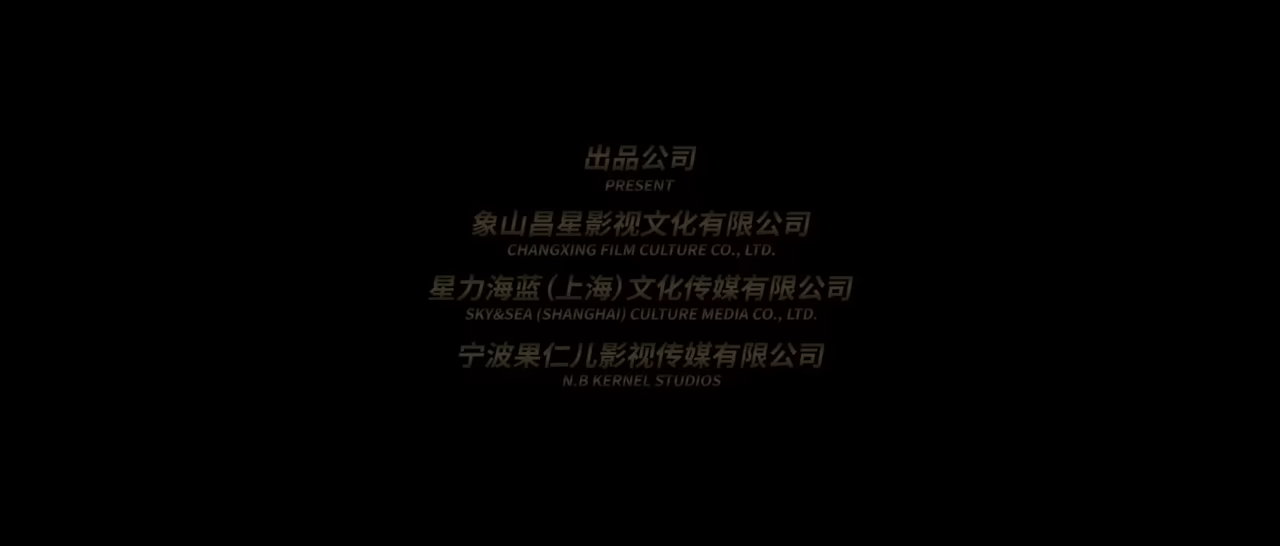 出品公司
PRESENT
象山昌星影视文化有限公司
CHANGXING FILM CULTURE CO., LTD.
星力海蓝(上海)文化传媒有限公司
SKY&SEA (SHANGHAI) CULTURE MEDIA CO., LTD.
宁波果仁儿影视传媒有限公司
N.B KERNEL STUDIOS